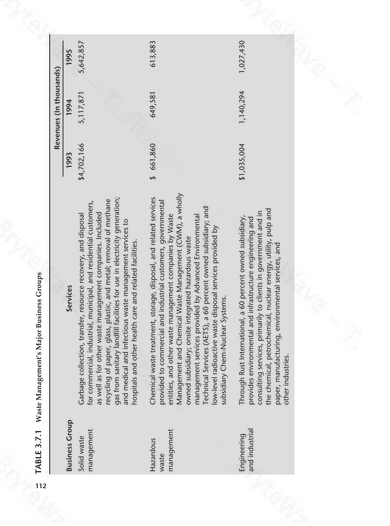 112
TABLE 3.7.1 Waste Management's Major Business Groups
Revenues (In thousands)
Business Group Services 1993 1994 1995
Solid waste
management
Garbage collection, transfer, resource recovery, and disposal
for commercial, industrial, municipal, and residential customers,
as well as for other waste management companies. Included
recycling of paper, glass, plastic, and metal; removal of methane
gas from sanitary landfill facilities for use in electricity generation;
and medical and infectious waste management services to
hospitals and other health care and related facilities.
$4,702,166 5,117,871 5,642,857
Hazardous
waste
management
Chemical waste treatment, storage, disposal, and related services
provided to commercial and industrial customers, governmental
entities, and other waste management companies by Waste
Management and Chemical Waste Management (CWM), a wholly
owned subsidiary; onsite integrated hazardous waste
management services provided by Advanced Environmental
Technical Services (AETS), a 60 percent owned subsidiary; and
low-level radioactive waste disposal services provided by
subsidiary Chem-Nuclear Systems.
$ 661,860 649,581 613,883
Engineering
and industrial
Through Rust International, a 60 percent owned subsidiary,
provides environmental and infrastructure engineering and
consulting services, primarily to clients in government and in
the chemical, petrochemical, nuclear energy, utility, pulp and
paper, manufacturing, environmental services, and
other industries.
$1,035,004 1,140,294 1,027,430